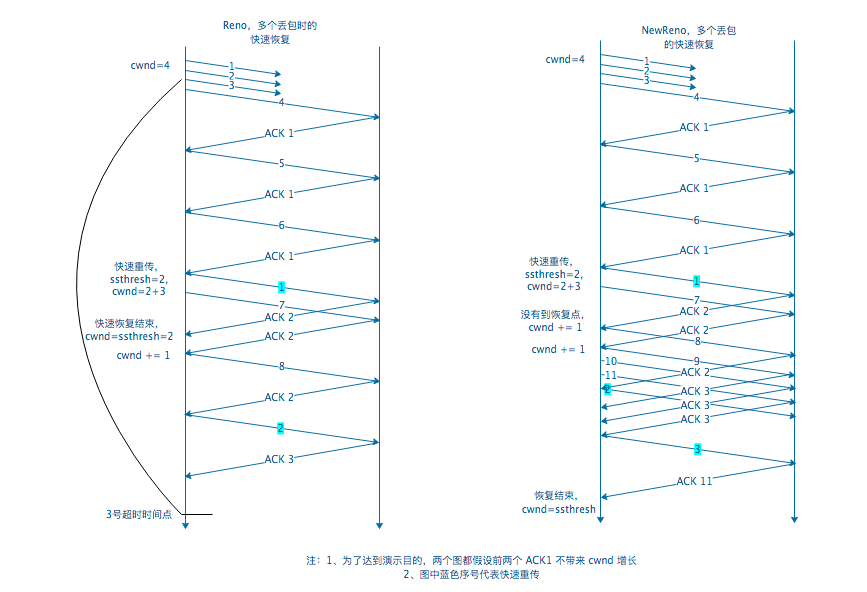 Reno，多个丢包时的
快速恢复
cwnd=4
1
2
3
4
ACK 1
5
ACK 1
6
ACK 1
快速重传，
ssthresh=2,
cwnd=2+3
1
7
ACK 2
快速恢复结束，
cwnd=ssthresh=2
ACK 2
cwnd += 1
8
ACK 2
2
ACK 3
3号超时时间点
NewReno，多个丢包
的快速恢复
cwnd=4
1
2
3
4
ACK 1
5
ACK 1
6
ACK 1
快速重传，
ssthresh=2,
cwnd=2+3
1
7
ACK 2
没有到恢复点，
cwnd += 1
ACK 2
8
cwnd += 1
9
10
ACK 2
11
2
ACK 3
ACK 3
ACK 3
3
ACK 11
恢复结束，
cwnd=ssthresh
注：1、为了达到演示目的，两个图都假设前两个 ACK1 不带来 cwnd 增长
2、图中蓝色序号代表快速重传